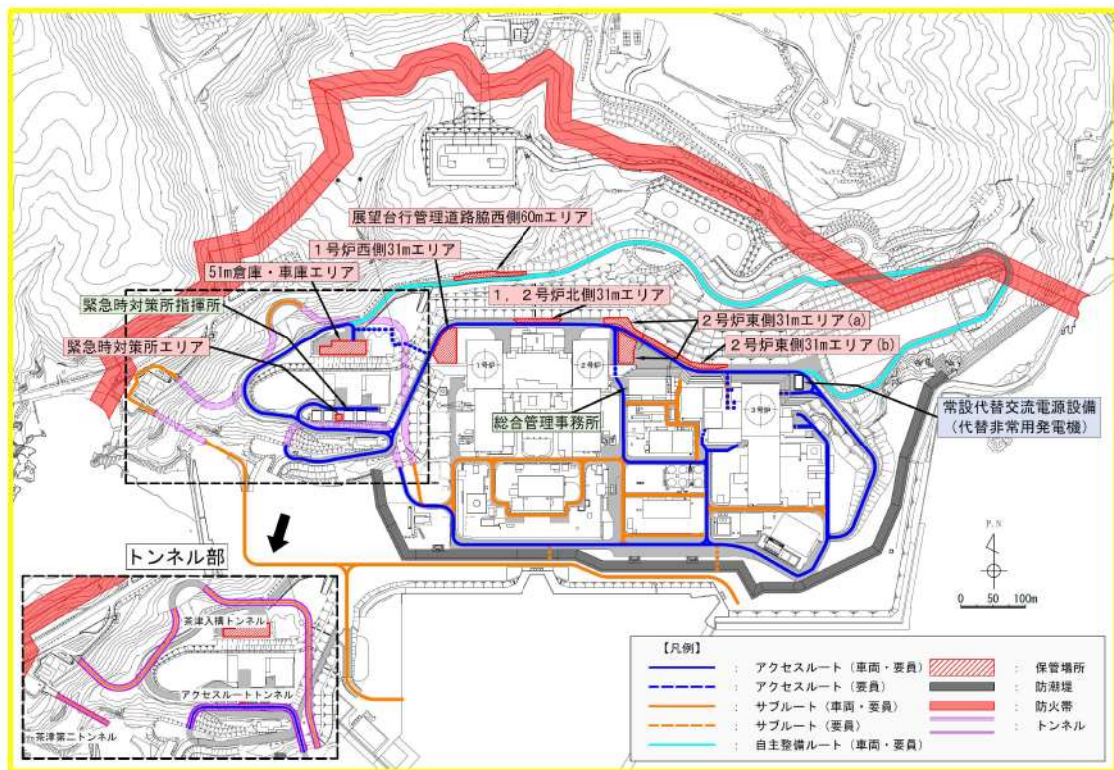 展望台行管理道路脇西側60mエリア
1号炉西側31mエリア
51m倉庫・車庫エリア
1，2号炉北側31mエリア
緊急時対策所指揮所
2号炉東側31mエリア(a)
緊急時対策所エリア
2号炉東側31mエリア(b)
1号炉
2号炉
3号炉
総合管理事務所
常設代替交流電源設備
（代替非常用発電機）
トンネル部
茶津入構トンネル
アクセスルートトンネル
茶津第二トンネル
P.N
0 50 100m
【凡例】
： アクセスルート（車両・要員）
： アクセスルート（要員）
： サブルート（車両・要員）
： サブルート（要員）
： 自主整備ルート（車両・要員）
： 保管場所
： 防潮堤
： 防火帯
： トンネル